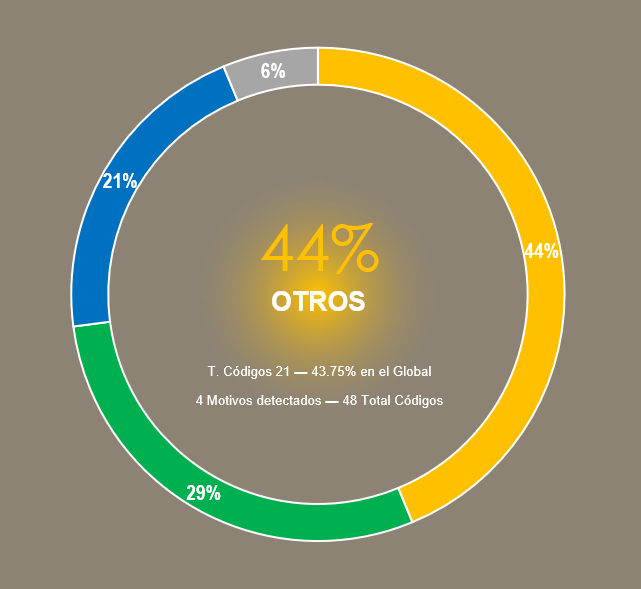 6%
21%
44%
44%
OTROS
T. Códigos 21 — 43.75% en el Global
4 Motivos detectados — 48 Total Códigos
29%